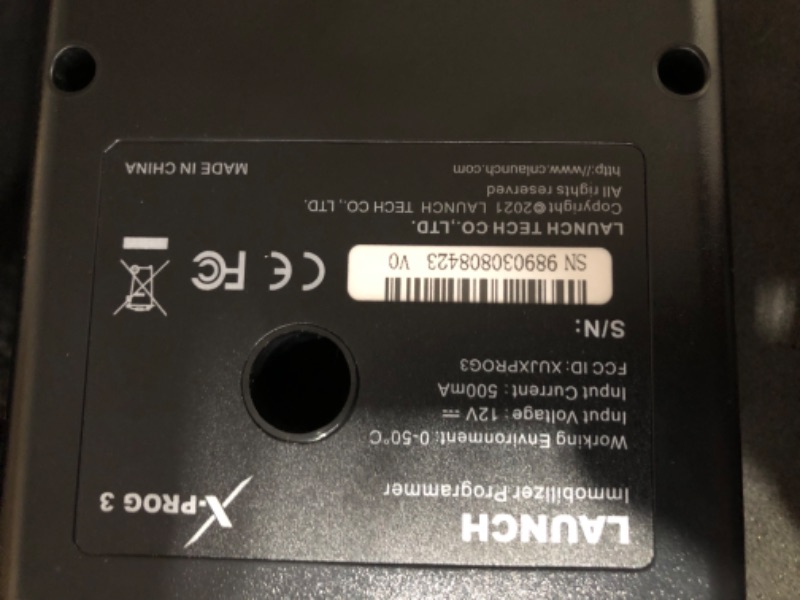 LAUNCH
X-PROG 3
Immobilizer Programmer
Working Environment: 0-50°C
Input Voltage: 12V ⎓
Input Current : 500mA
FCC ID: XUJXPROG3
S/N:
SN 989030808423 V0
CE FC
LAUNCH TECH CO.,LTD.
Copyright©2021 LAUNCH TECH CO., LTD.
All rights reserved
http://www.cnlaunch.com
MADE IN CHINA